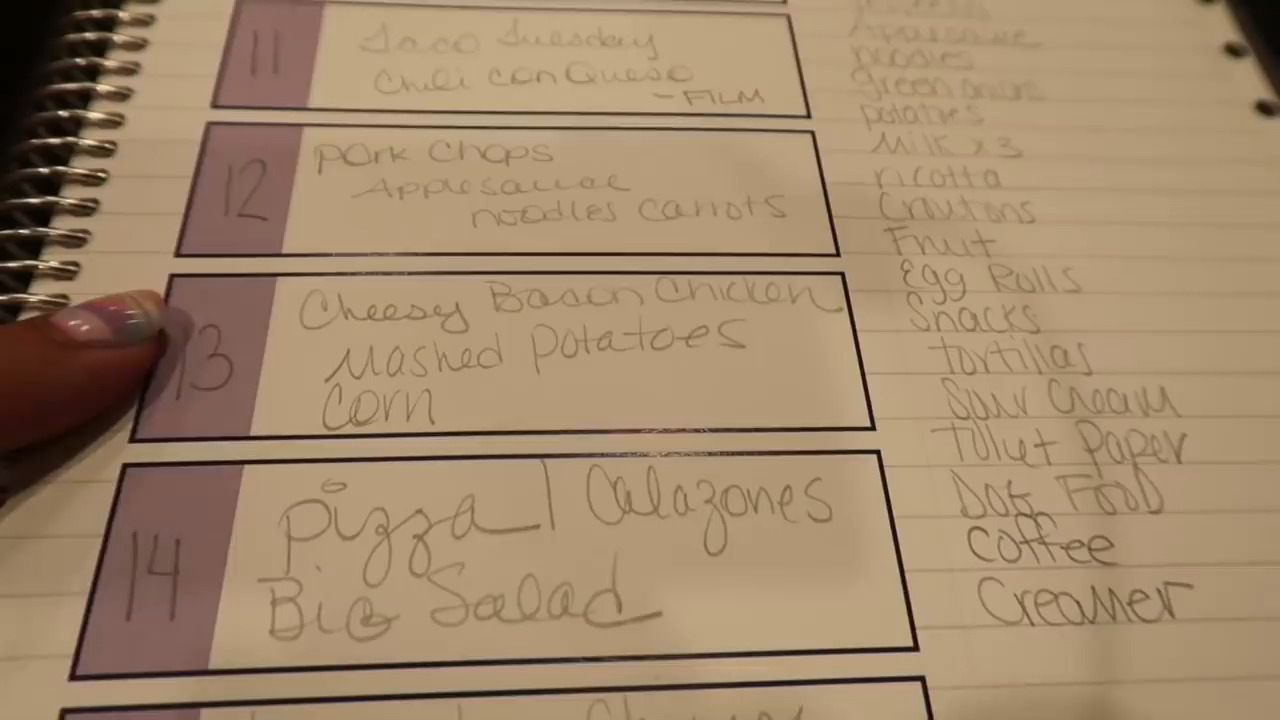 11
Taco Tuesday
Chili con Queso
- FILM
12
Pork Chops
Applesauce
noodles carrots
13
Cheesy Bacon Chicken
Mashed Potatoes
Corn
14
Pizza | Calazones
Big Salad
Applesauce
noodles
green onions
potatoes
Milk x 3
ricotta
Croutons
Fruit
Egg Rolls
Snacks
tortillas
Sour Cream
Toilet Paper
Dog Food
Coffee
Creamer